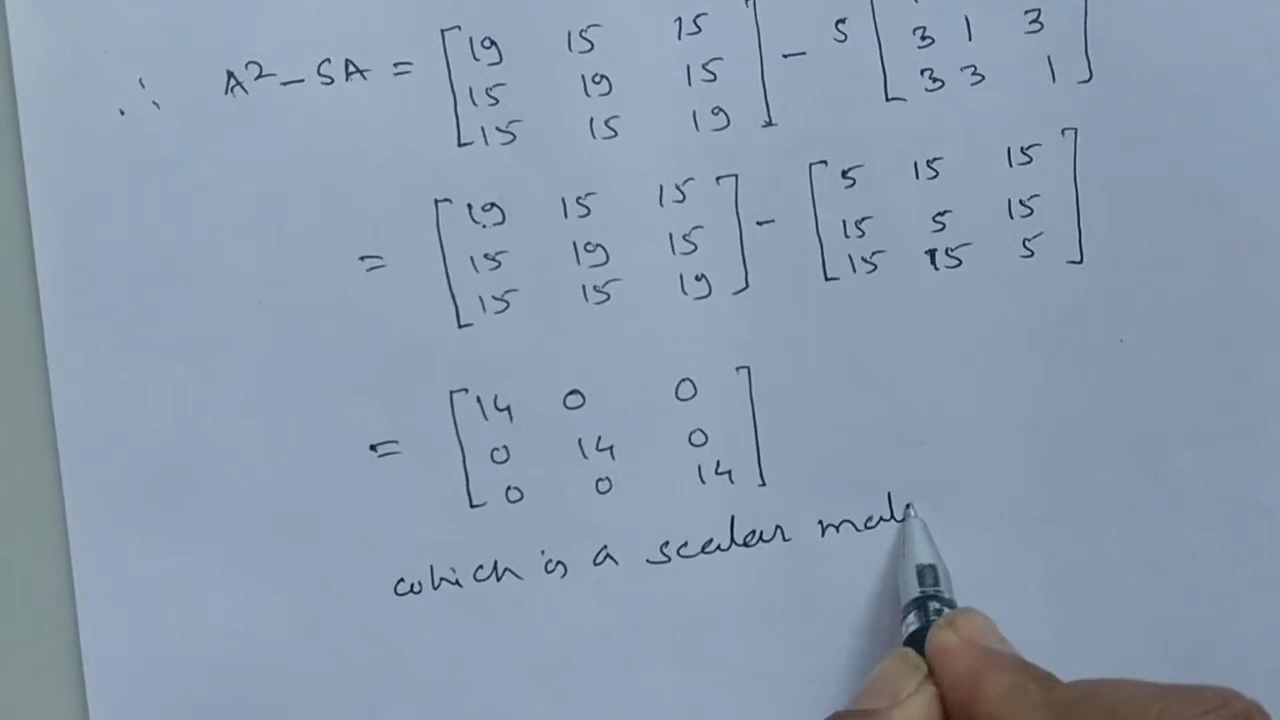 ∴ A² - 5A = [19 15 15 - 5 [
15 19 15 3 1 3
15 15 19] 3 3 1]
= [19 15 15 - [5 15 15
15 19 15 15 5 15
15 15 19] 15 15 5]
= [14 0 0
0 14 0
0 0 14]
which is a scalar mat